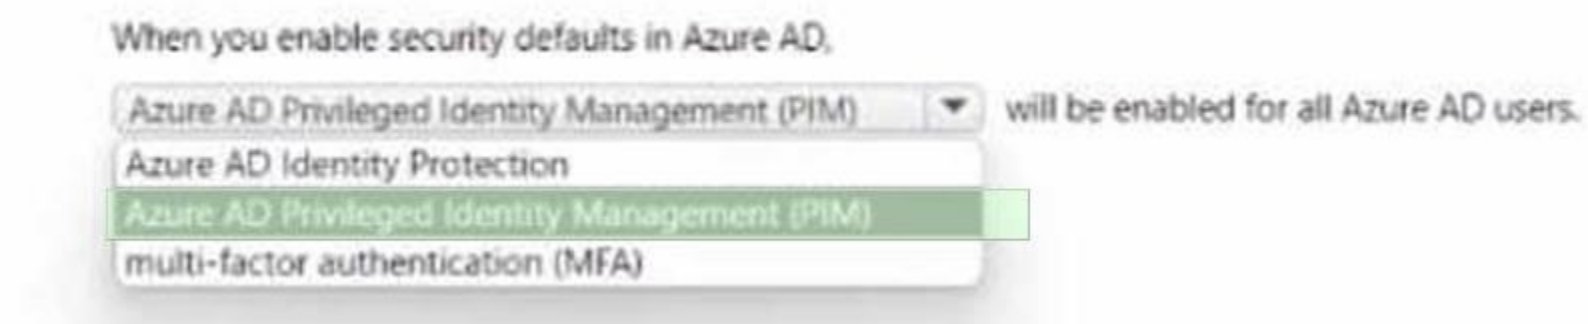 When you enable security defaults in Azure AD,
Azure AD Privileged Identity Management (PIM) will be enabled for all Azure AD users.
Azure AD Identity Protection
Azure AD Privileged Identity Management (PIM)
multi-factor authentication (MFA)